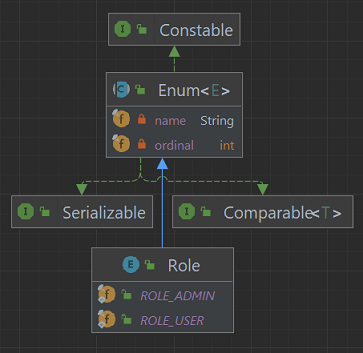 I Constable
C Enum<E>
f name String
f ordinal int
I Serializable
I Comparable<T>
E Role
f ROLE_ADMIN
f ROLE_USER